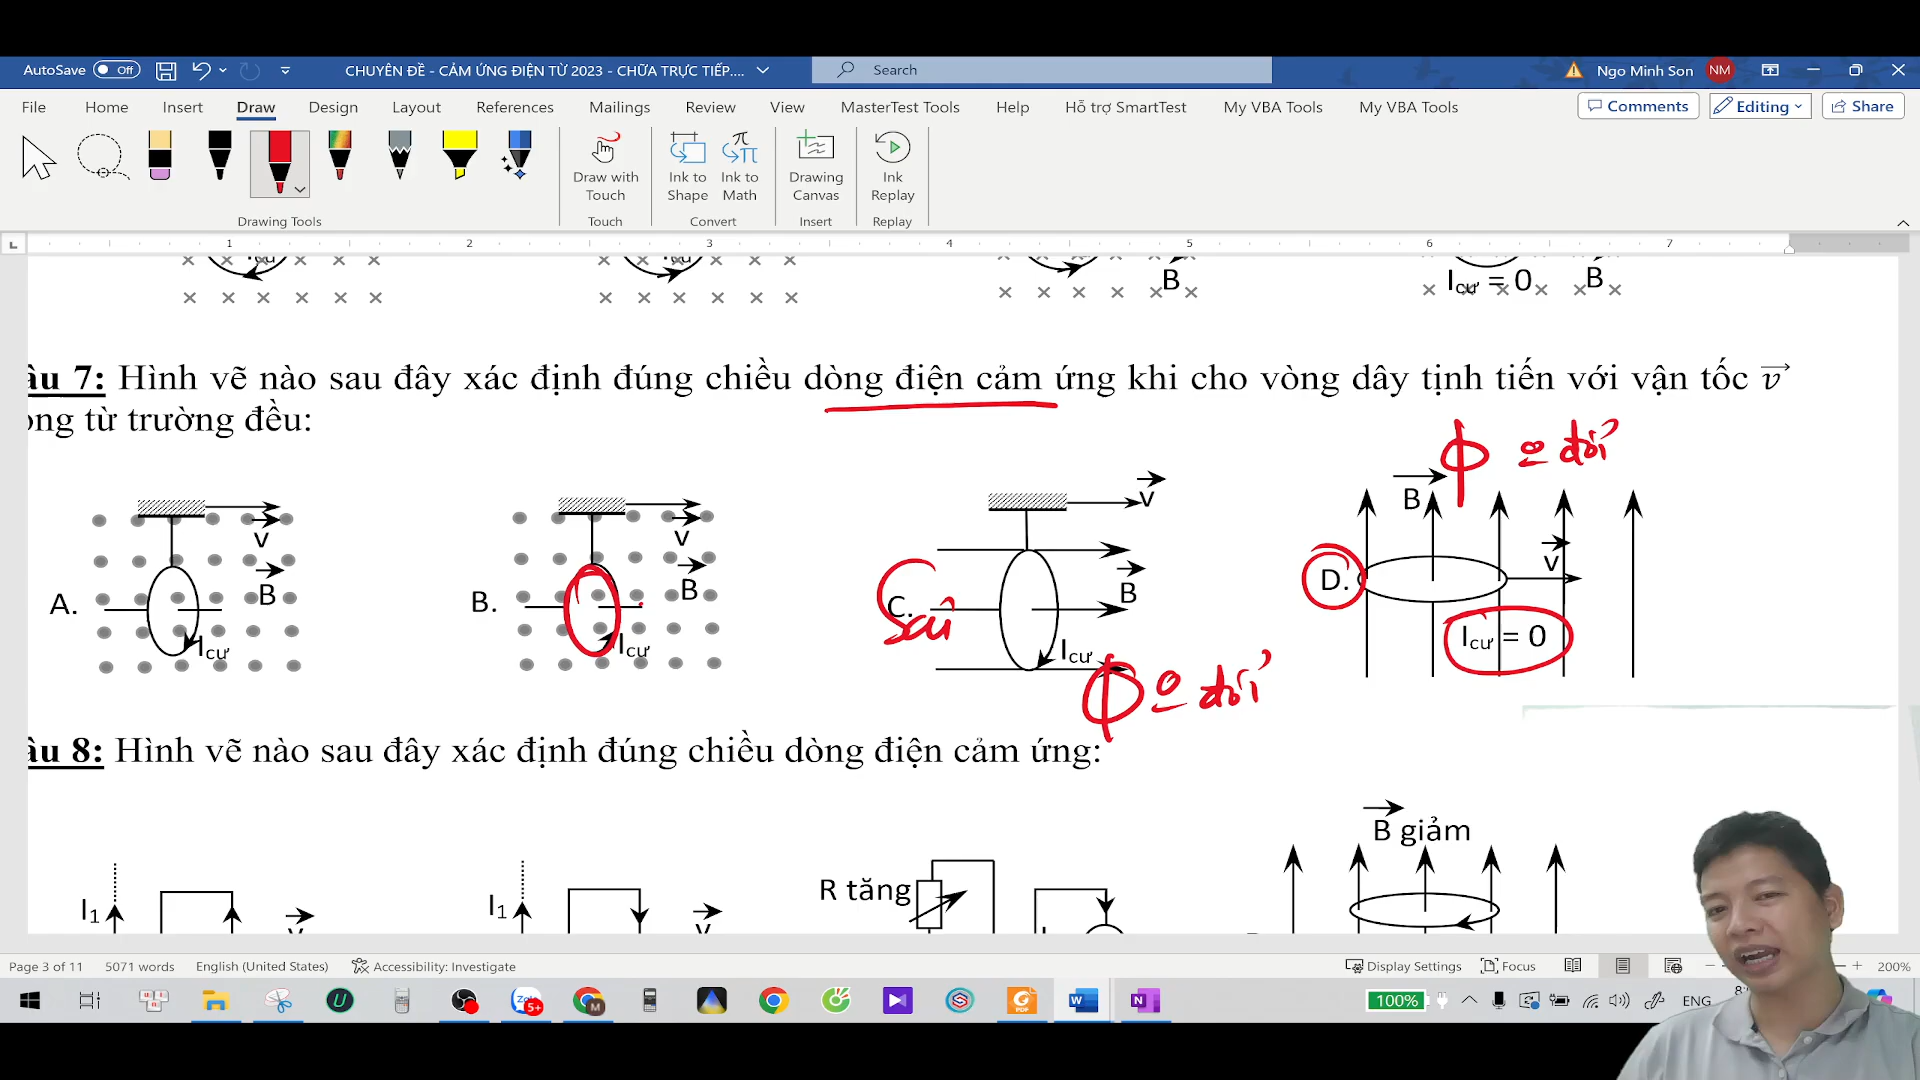 AutoSave Off
CHUYÊN ĐỀ - CẢM ỨNG ĐIỆN TỪ 2023 - CHỮA TRỰC TIẾP....
Search
Ngo Minh Son NM
File Home Insert Draw Design Layout References Mailings Review View MasterTest Tools Help Hỗ trợ SmartTest My VBA Tools My VBA Tools Comments Editing Share
Draw with Touch
Ink to Shape
Ink to Math
Drawing Canvas
Ink Replay
Drawing Tools Touch Convert Insert Replay
1 2 3 4 5 6 7
B
Icư = 0 B
âu 7: Hình vẽ nào sau đây xác định đúng chiều dòng điện cảm ứng khi cho vòng dây tịnh tiến với vận tốc v
ong từ trường đều:
Φ o đổi
A. v B Icư
B. v B Icư
C. v B Icư
Sai
Φ o đổi
D. B v Icư = 0
âu 8: Hình vẽ nào sau đây xác định đúng chiều dòng điện cảm ứng:
I1 v
I1 v
R tăng
B giảm
Page 3 of 11 5071 words English (United States) Accessibility: Investigate Display Settings Focus 200%
100% ENG